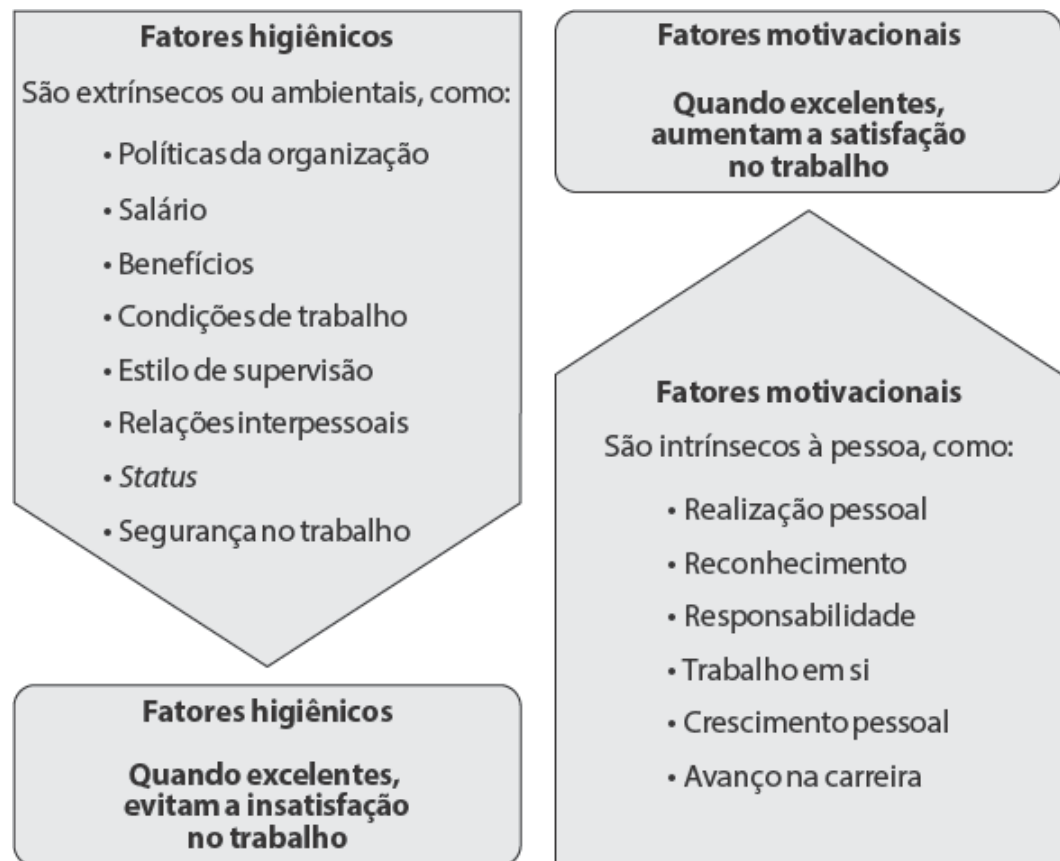 Fatores higiênicos
São extrínsecos ou ambientais, como:
• Políticas da organização
• Salário
• Benefícios
• Condições de trabalho
• Estilo de supervisão
• Relações interpessoais
• Status
• Segurança no trabalho
Fatores higiênicos
Quando excelentes,
evitam a insatisfação
no trabalho
Fatores motivacionais
Quando excelentes,
aumentam a satisfação
no trabalho
Fatores motivacionais
São intrínsecos à pessoa, como:
• Realização pessoal
• Reconhecimento
• Responsabilidade
• Trabalho em si
• Crescimento pessoal
• Avanço na carreira